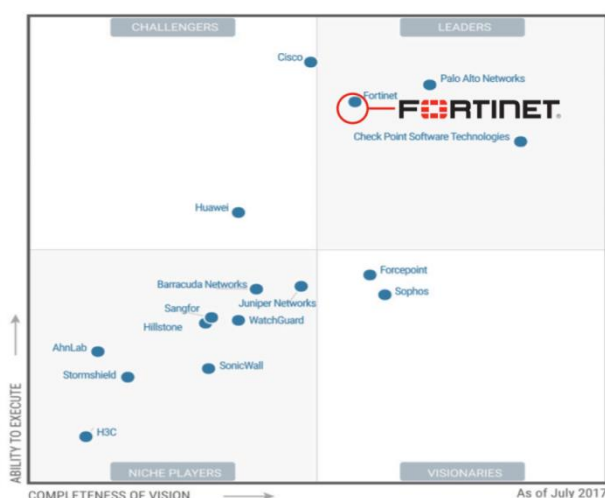 CHALLENGERS
LEADERS
Cisco
Palo Alto Networks
Fortinet
FORTINET®
Check Point Software Technologies
Huawei
Forcepoint
Barracuda Networks
Sophos
Juniper Networks
Sangfor
Hillstone
WatchGuard
AhnLab
SonicWall
Stormshield
H3C
ABILITY TO EXECUTE
NICHE PLAYERS
VISIONARIES
COMPLETENESS OF VISION
As of July 2017